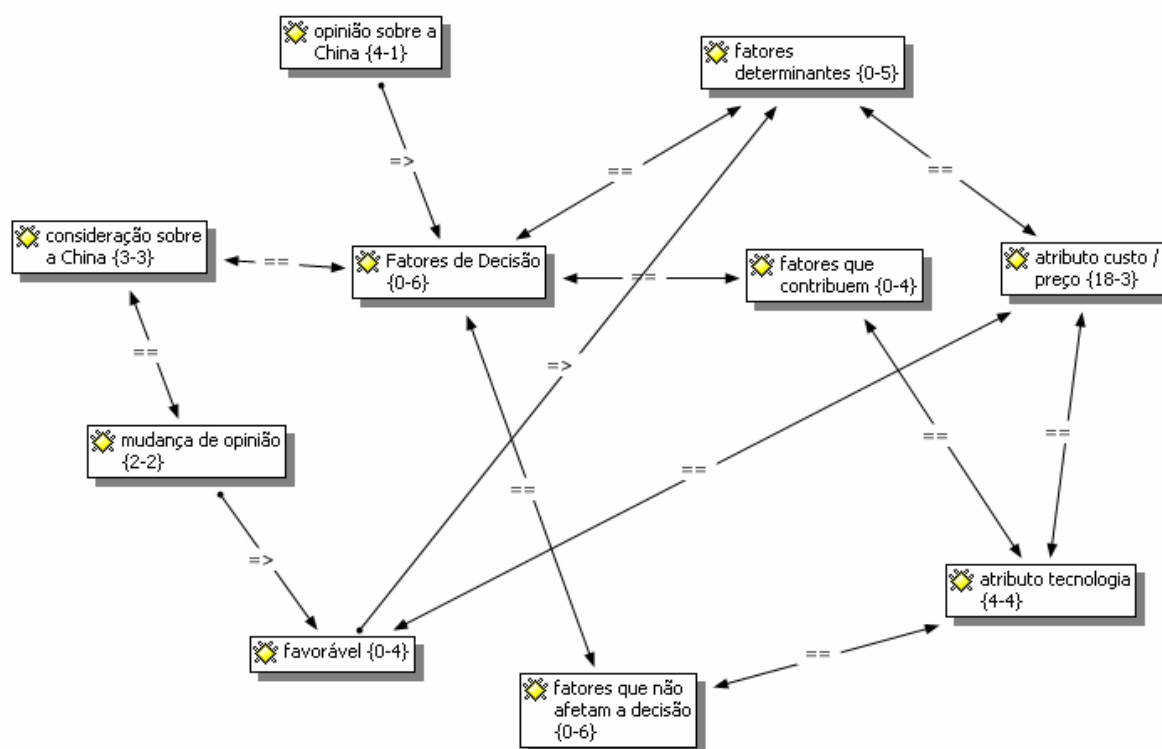 opinião sobre a
China {4-1}
fatores
determinantes {0-5}
=>
==
==
consideração sobre
a China {3-3}
==
Fatores de Decisão
{0-6}
==
fatores que
contribuem {0-4}
atributo custo /
preço {18-3}
==
=>
mudança de opinião
{2-2}
==
==
==
==
=>
atributo tecnologia
{4-4}
favorável {0-4}
==
fatores que não
afetam a decisão
{0-6}